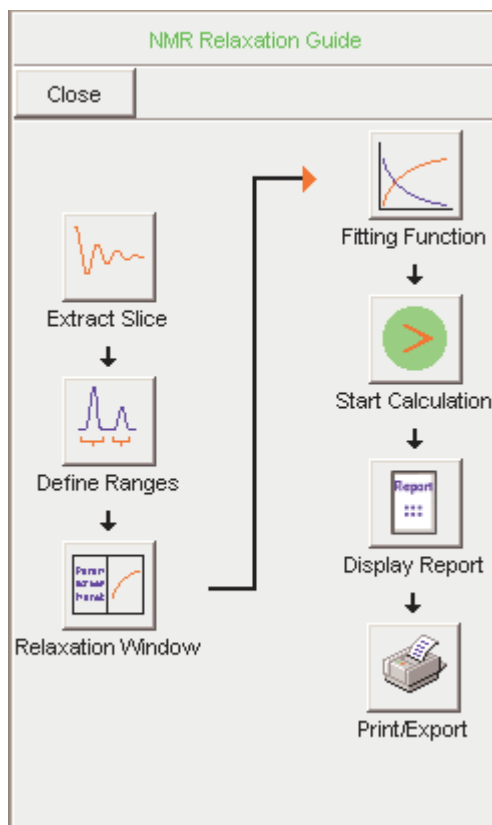 NMR Relaxation Guide
Close
Extract Slice
Define Ranges
Relaxation Window
Fitting Function
Start Calculation
Report
Display Report
Print/Export